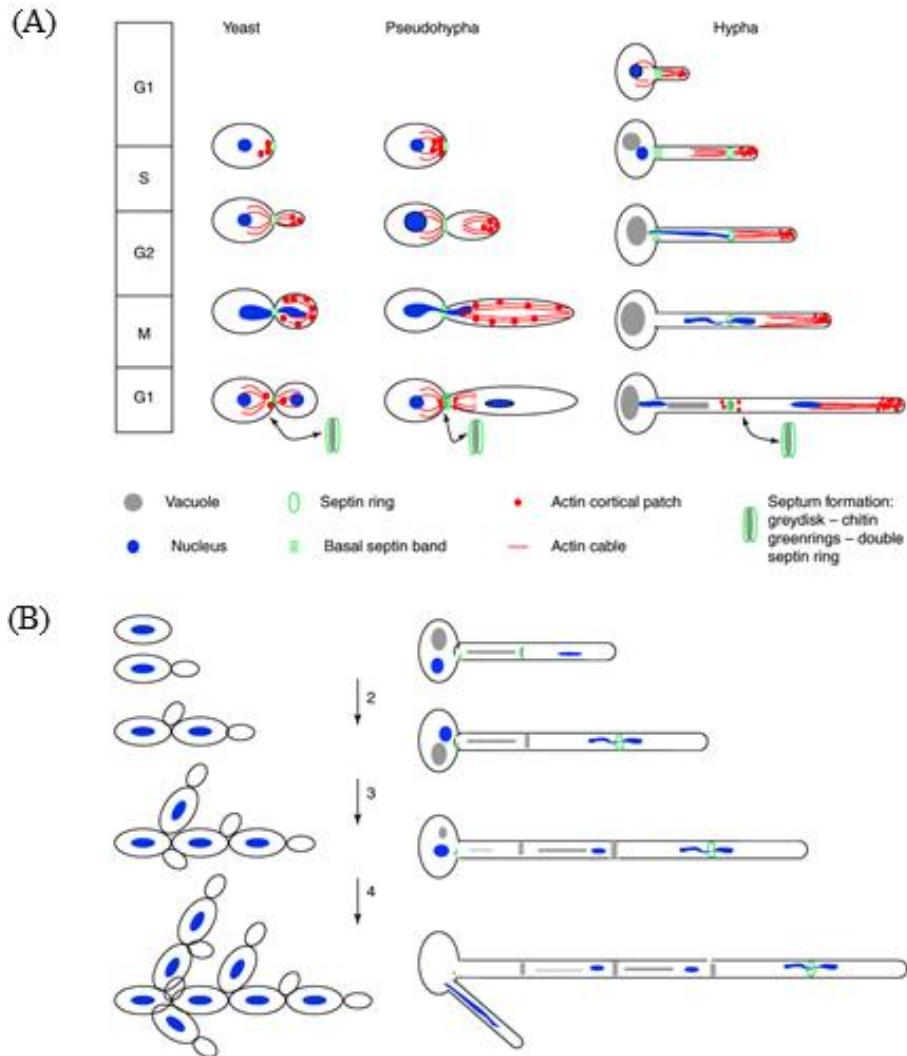 (A)
Yeast Pseudohypha Hypha
G1
S
G2
M
G1
Vacuole Septin ring Actin cortical patch Septum formation:
greydisk – chitin
Nucleus Basal septin band Actin cable greenrings – double
septin ring
(B)
2
3
4